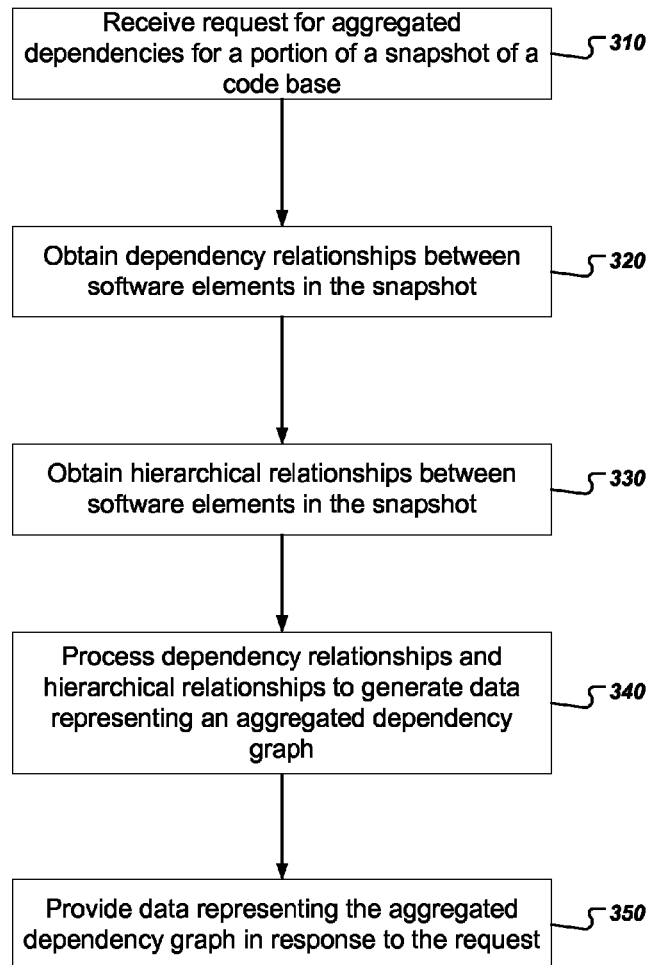 Receive request for aggregated
dependencies for a portion of a snapshot of a
code base
310
Obtain dependency relationships between
software elements in the snapshot
320
Obtain hierarchical relationships between
software elements in the snapshot
330
Process dependency relationships and
hierarchical relationships to generate data
representing an aggregated dependency
graph
340
Provide data representing the aggregated
dependency graph in response to the request
350